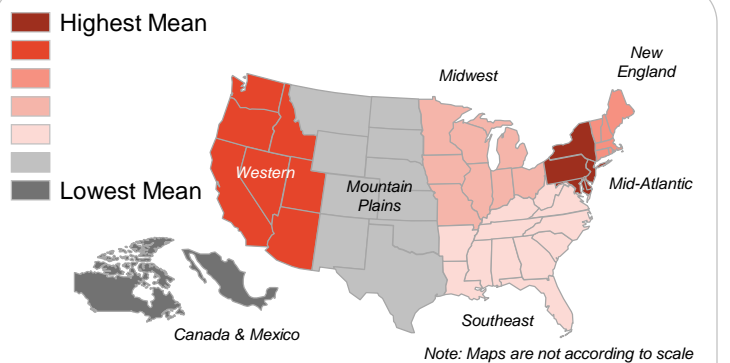 Highest Mean
New
England
Midwest
Western
Mountain
Plains
Mid-Atlantic
Lowest Mean
Southeast
Canada & Mexico
Note: Maps are not according to scale